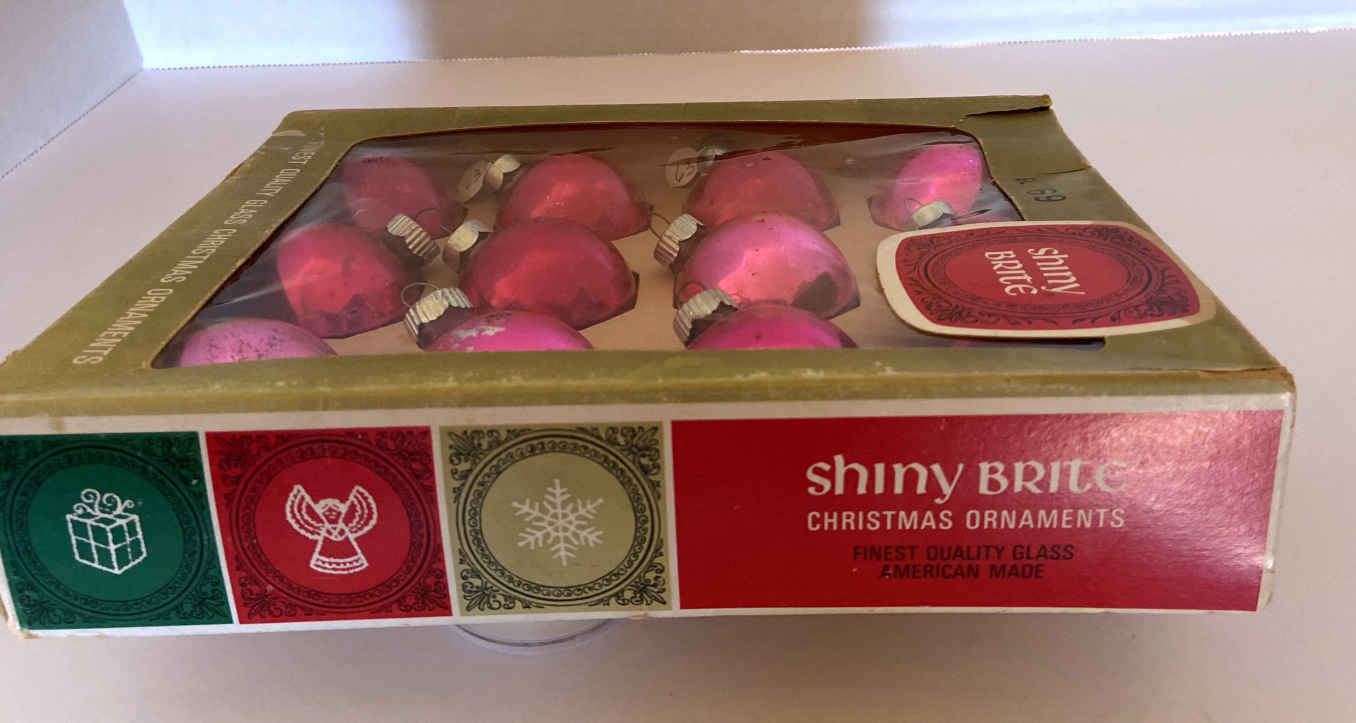 FINEST QUALITY GLASS CHRISTMAS ORNAMENTS
shiny
BRITE
shiny BRITE
CHRISTMAS ORNAMENTS
FINEST QUALITY GLASS
AMERICAN MADE